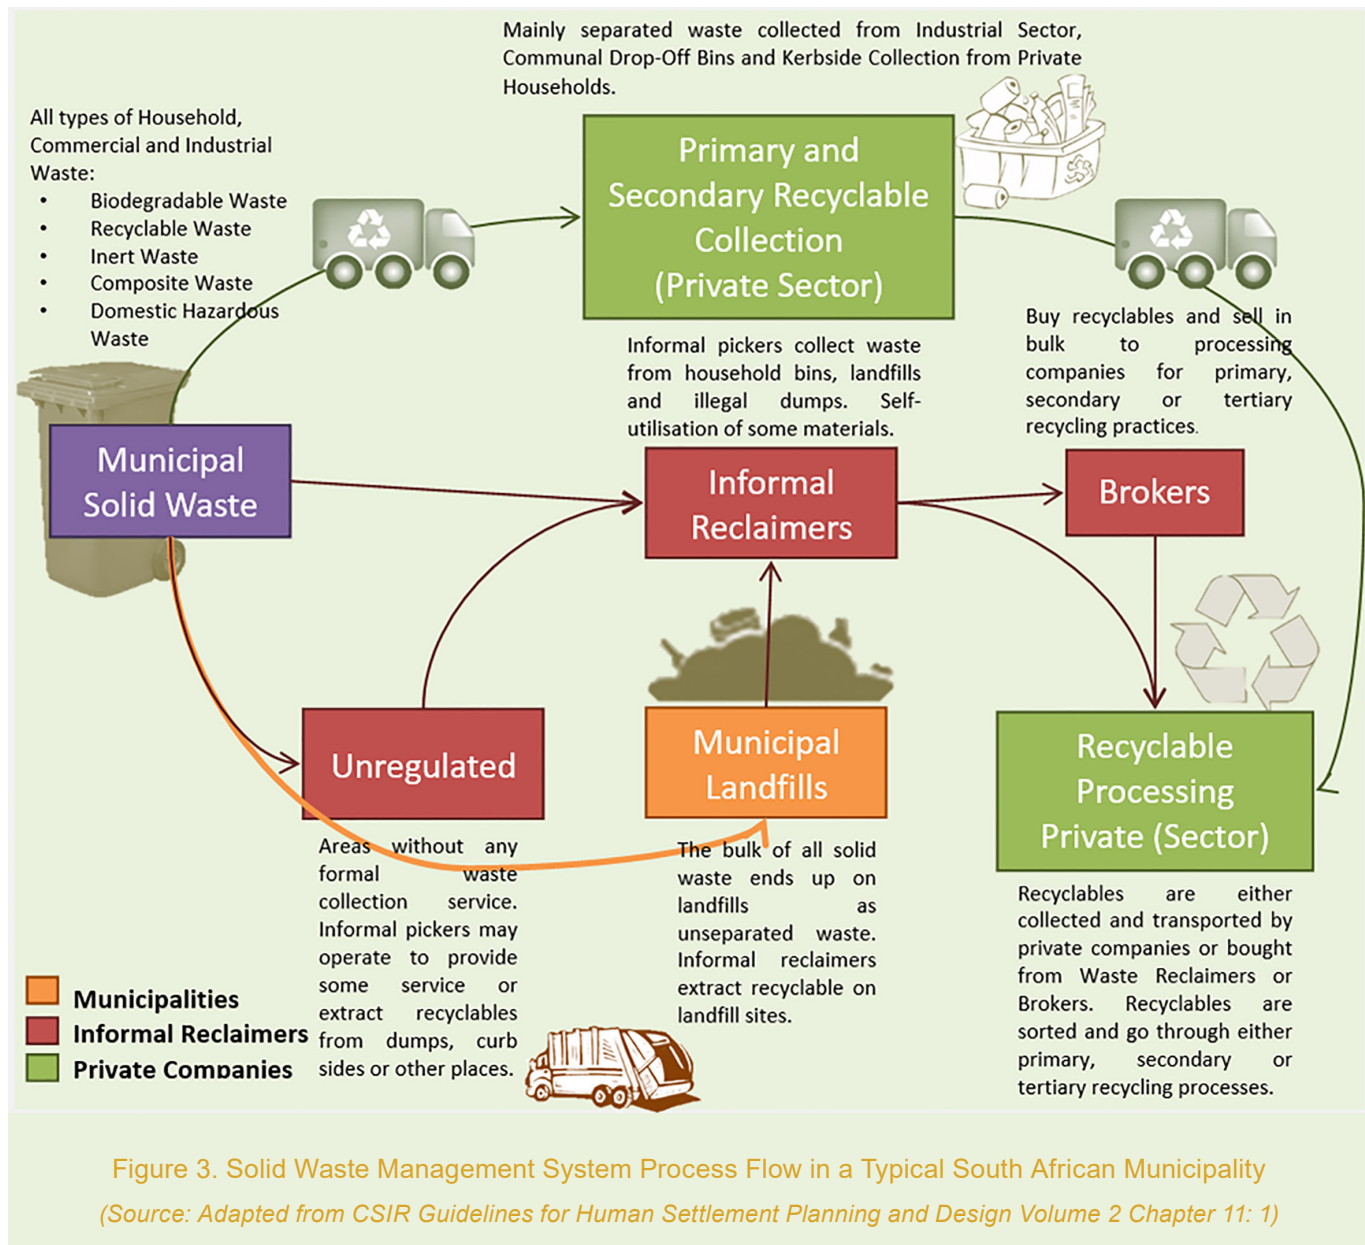 Mainly separated waste collected from Industrial Sector,
Communal Drop-Off Bins and Kerbside Collection from Private
Households.
All types of Household,
Commercial and Industrial
Waste:
• Biodegradable Waste
• Recyclable Waste
• Inert Waste
• Composite Waste
• Domestic Hazardous
Waste
Primary and
Secondary Recyclable
Collection
(Private Sector)
Informal pickers collect waste
from household bins, landfills
and illegal dumps. Self-
utilisation of some materials.
Buy recyclables and sell in
bulk to processing
companies for primary,
secondary or tertiary
recycling practices.
Municipal
Solid Waste
Informal
Reclaimers
Brokers
Unregulated
Municipal
Landfills
Recyclable
Processing
Private (Sector)
Areas without any
formal waste
collection service.
Informal pickers may
operate to provide
some service or
extract recyclables
from dumps, curb
sides or other places.
The bulk of all solid
waste ends up on
landfills as
unseparated waste.
Informal reclaimers
extract recyclable on
landfill sites.
Recyclables are either
collected and transported by
private companies or bought
from Waste Reclaimers or
Brokers. Recyclables are
sorted and go through either
primary, secondary or
tertiary recycling processes.
Municipalities
Informal Reclaimers
Private Companies
Figure 3. Solid Waste Management System Process Flow in a Typical South African Municipality
(Source: Adapted from CSIR Guidelines for Human Settlement Planning and Design Volume 2 Chapter 11: 1)